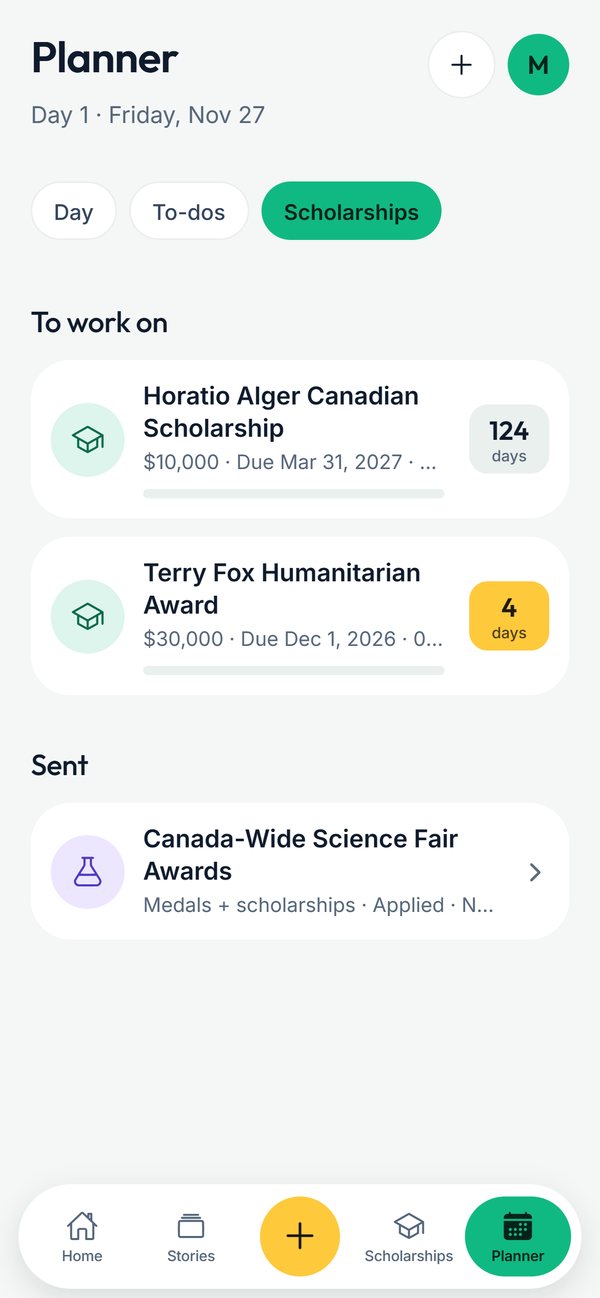 Planner
M
Day 1 · Friday, Nov 27
Day
To-dos
Scholarships
To work on
Horatio Alger Canadian
Scholarship
$10,000 · Due Mar 31, 2027 · ...
124
days
Terry Fox Humanitarian
Award
$30,000 · Due Dec 1, 2026 · 0...
4
days
Sent
Canada-Wide Science Fair
Awards
Medals + scholarships · Applied · N...
Home
Stories
Scholarships
Planner